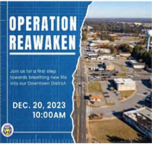 OPERATION
REAWAKEN
Join us for a first step
towards breathing new life
into our Downtown District.
DEC. 20, 2023
10:00AM